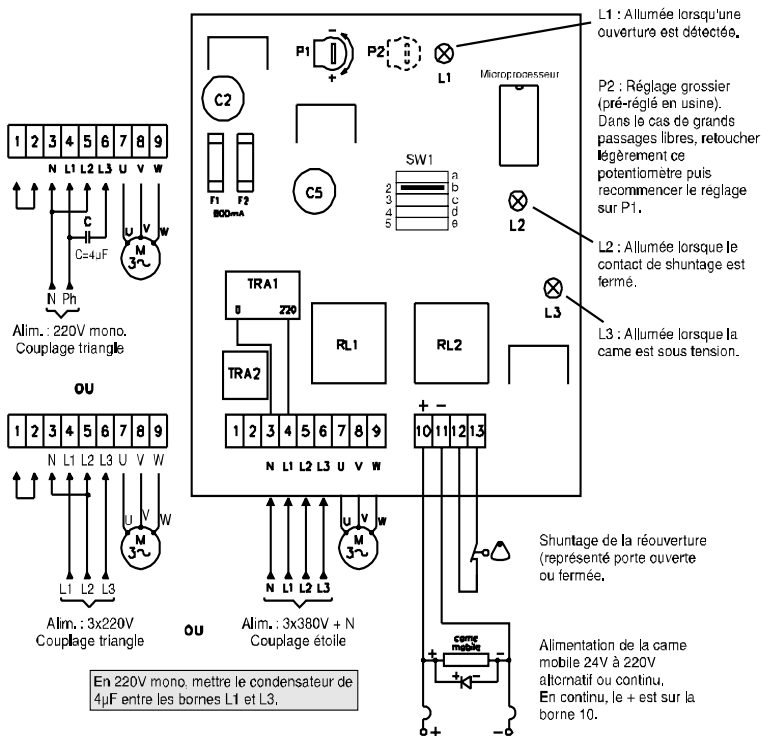 L1 : Allumée lorsqu'une
ouverture est détectée.
P1
-
+
P2
L1
Microprocesseur
C2
F1 F2
800mA
C5
SW1
a
2 b
3 c
4 d
5 e
L2
L3
P2 : Réglage grossier
(pré-réglé en usine).
Dans le cas de grands
passages libres, retoucher
légèrement ce
potentiomètre puis
recommencer le réglage
sur P1.
L2 : Allumée lorsque le
contact de shuntage est
fermé.
L3 : Allumée lorsque la
came est sous tension.
1 2 3 4 5 6 7 8 9
N L1 L2 L3 U V W
C
C=4µF
U V W
M
3~
N Ph
Alim. : 220V mono.
Couplage triangle
OU
1 2 3 4 5 6 7 8 9
N L1 L2 L3 U V W
U V W
M
3~
L1 L2 L3
Alim. : 3x220V
Couplage triangle
OU
TRA1
0 220
TRA2
RL1
RL2
1 2 3 4 5 6 7 8 9
N L1 L2 L3 U V W
U V W
M
3~
N L1 L2 L3
Alim. : 3x380V + N
Couplage étoile
+ -
10 11 12 13
Shuntage de la réouverture
(représenté porte ouverte
ou fermée.
came
mobile
+ -
+ -
+ -
Alimentation de la came
mobile 24V à 220V
alternatif ou continu,
En continu, le + est sur la
borne 10.
En 220V mono, mettre le condensateur de
4µF entre les bornes L1 et L3.